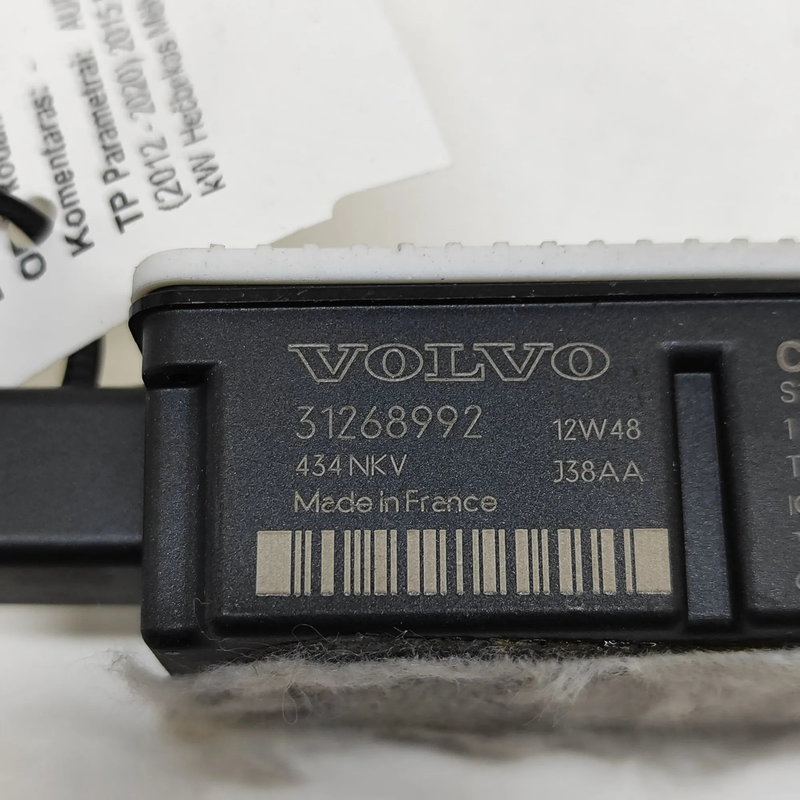 Komentaras: -
TP Parametrai:
(2012 - 2020) 2015
kW Hečbekas
VOLVO
31268992 12W48
434 NKV J38AA
Made in France